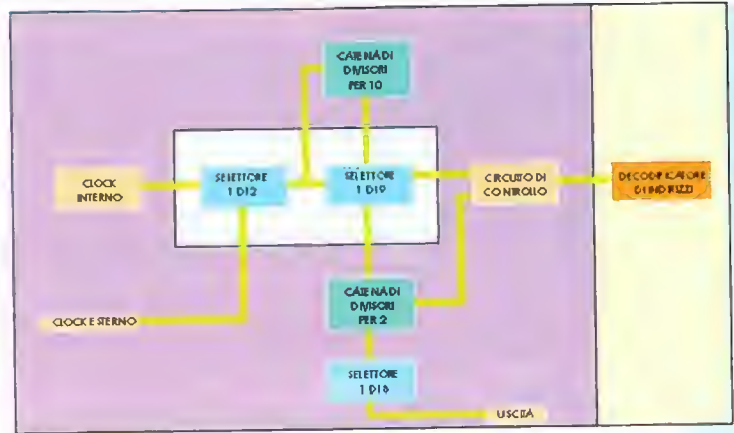 CATENA DI
DIVISORI
PER 10
CLOCK
INTERNO
SELETTORE
1 DI 2
SELETTORE
1 DI 9
CIRCUITO DI
CONTROLLO
DECODIFICATORE
DI INDIRIZZI
CATENA DI
DIVISORI
PER 2
CLOCK ESTERNO
SELETTORE
1 DI 8
USCITA